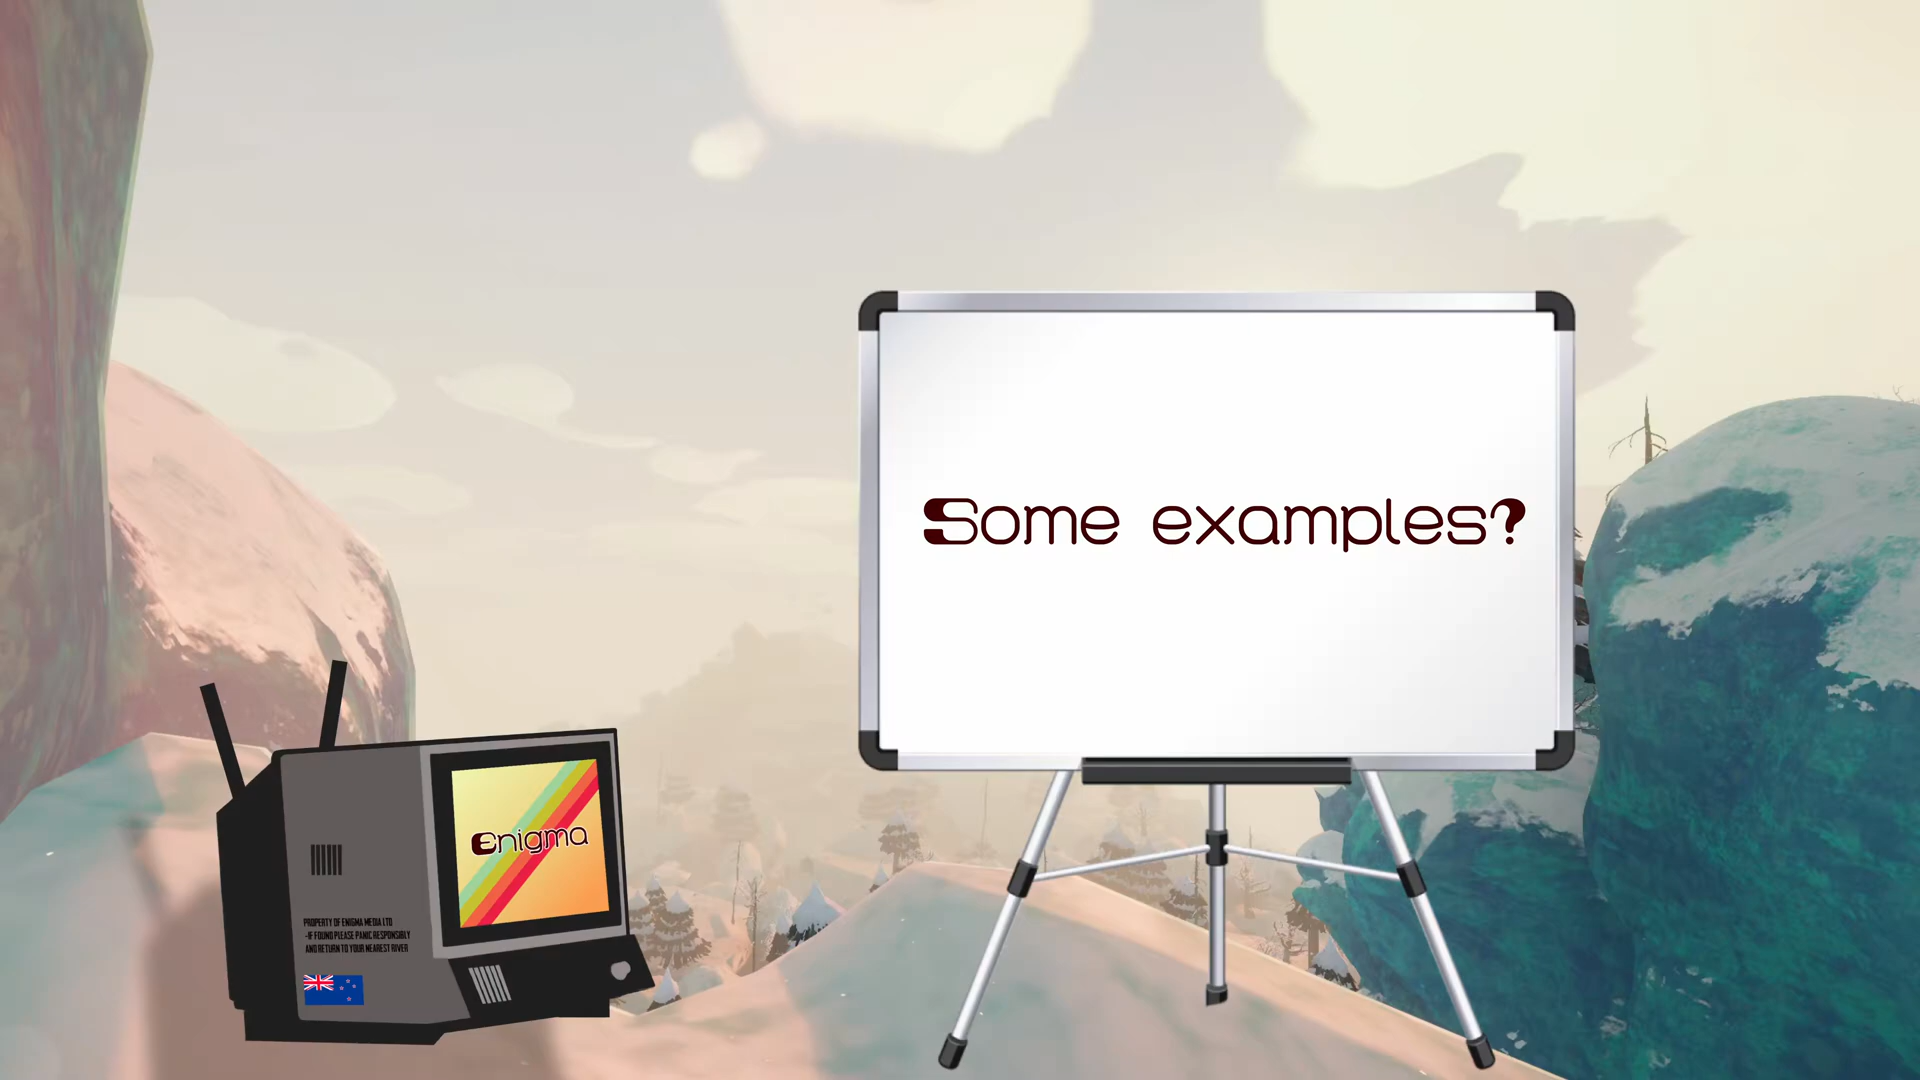 Some examples?
Enigma
PROPERTY OF ENIGMA MEDIA LTD
-IF FOUND PLEASE PANIC RESPONSIBLY
AND RETURN TO YOUR NEAREST RIVER